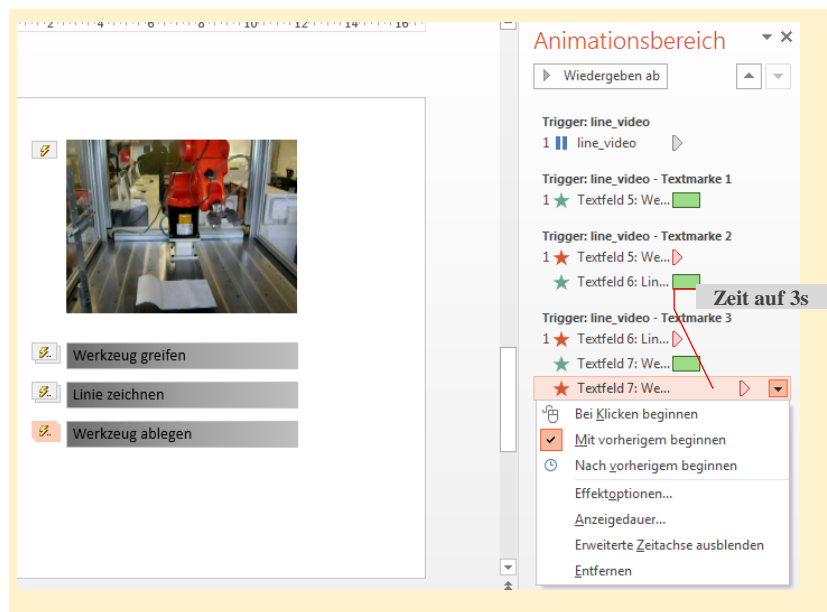 2 4 6 8 10 12 14 16
Animationsbereich
Wiedergeben ab
Trigger: line_video
1 line_video
Trigger: line_video - Textmarke 1
1 Textfeld 5: We...
Trigger: line_video - Textmarke 2
1 Textfeld 5: We...
Textfeld 6: Lin...
Zeit auf 3s
Trigger: line_video - Textmarke 3
1 Textfeld 6: Lin...
Textfeld 7: We...
Textfeld 7: We...
Werkzeug greifen
Linie zeichnen
Werkzeug ablegen
Bei Klicken beginnen
Mit vorherigem beginnen
Nach vorherigem beginnen
Effektoptionen...
Anzeigedauer...
Erweiterte Zeitachse ausblenden
Entfernen